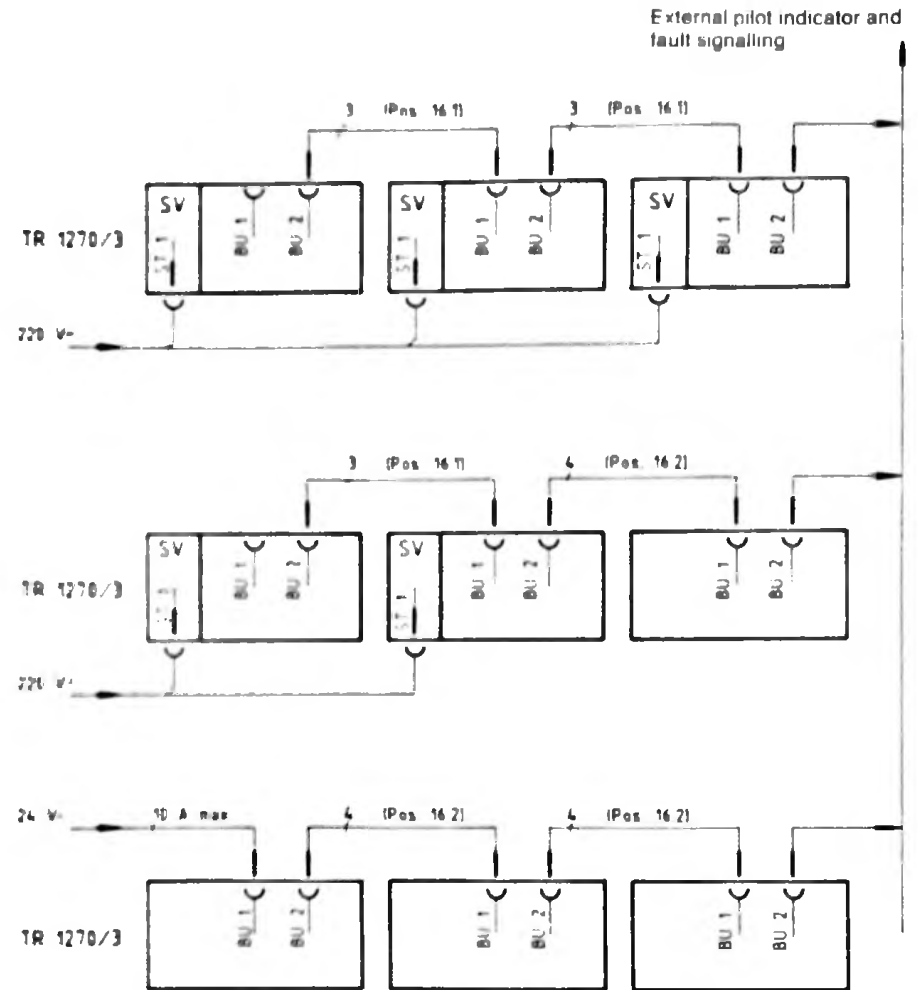 External pilot indicator and
fault signalling
3 (Pos 16.1)
3 (Pos 16.1)
TR 1270/3
SV
ST 1
BU 1
BU 2
SV
ST 1
BU 1
BU 2
SV
ST 1
BU 1
BU 2
220 V~
3 (Pos 16.1)
4 (Pos. 16.2)
TR 1270/3
SV
ST 1
BU 1
BU 2
SV
ST 1
BU 1
BU 2
BU 1
BU 2
220 V~
24 V-
10 A max
4 (Pos 16.2)
4 (Pos 16.2)
TR 1270/3
BU 1
BU 2
BU 1
BU 2
BU 1
BU 2